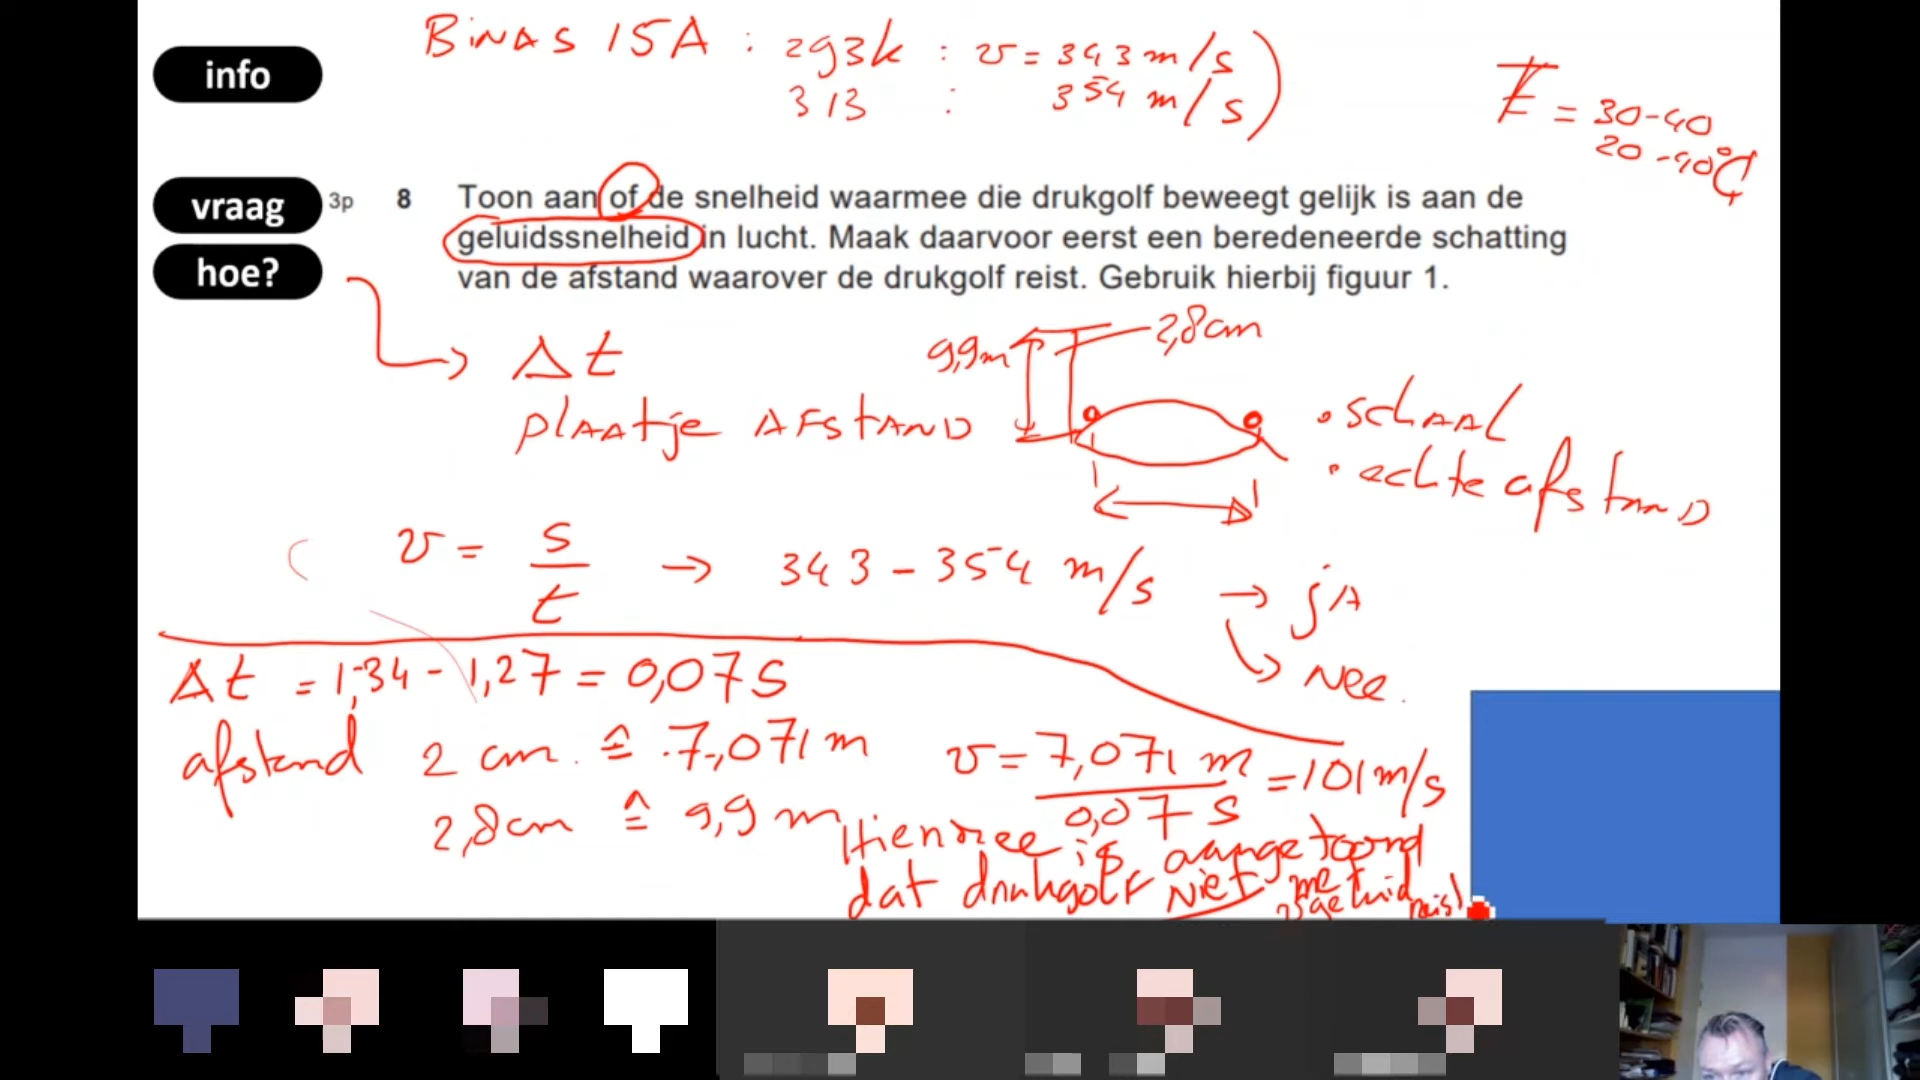 BiNAS 15A : 293k : v = 343 m/s
313 : 354 m/s
T = 30-40
20-40°C
info
vraag
hoe?
3p 8 Toon aan of de snelheid waarmee die drukgolf beweegt gelijk is aan de
geluidssnelheid in lucht. Maak daarvoor eerst een beredeneerde schatting
van de afstand waarover de drukgolf reist. Gebruik hierbij figuur 1.
Δt
plaatje AFstAND
9,9m
2,8cm
• schaal
• echte afstand
v = s/t → 343 - 354 m/s → jA
→ Nee.
Δt = 1,34 - 1,27 = 0,07 s
afstand 2 cm ≙ 7,071 m
2,8cm ≙ 9,9 m
v = 7,071 m / 0,07 s = 101 m/s
Hiermee is aangetoond
dat drukgolf Niet me
vgeluid reist